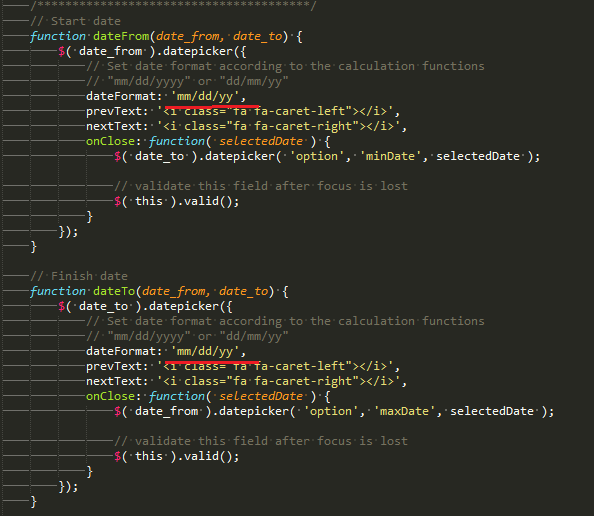 /**************************************/
// Start date
function dateFrom(date_from, date_to) {
$( date_from ).datepicker({
// Set date format according to the calculation functions
// "mm/dd/yyyy" or "dd/mm/yy"
dateFormat: 'mm/dd/yy',
prevText: '<i class="fa fa-caret-left"></i>',
nextText: '<i class="fa fa-caret-right"></i>',
onClose: function( selectedDate ) {
$( date_to ).datepicker( 'option', 'minDate', selectedDate );
// validate this field after focus is lost
$( this ).valid();
}
});
}
// Finish date
function dateTo(date_from, date_to) {
$( date_to ).datepicker({
// Set date format according to the calculation functions
// "mm/dd/yyyy" or "dd/mm/yy"
dateFormat: 'mm/dd/yy',
prevText: '<i class="fa fa-caret-left"></i>',
nextText: '<i class="fa fa-caret-right"></i>',
onClose: function( selectedDate ) {
$( date_from ).datepicker( 'option', 'maxDate', selectedDate );
// validate this field after focus is lost
$( this ).valid();
}
});
}